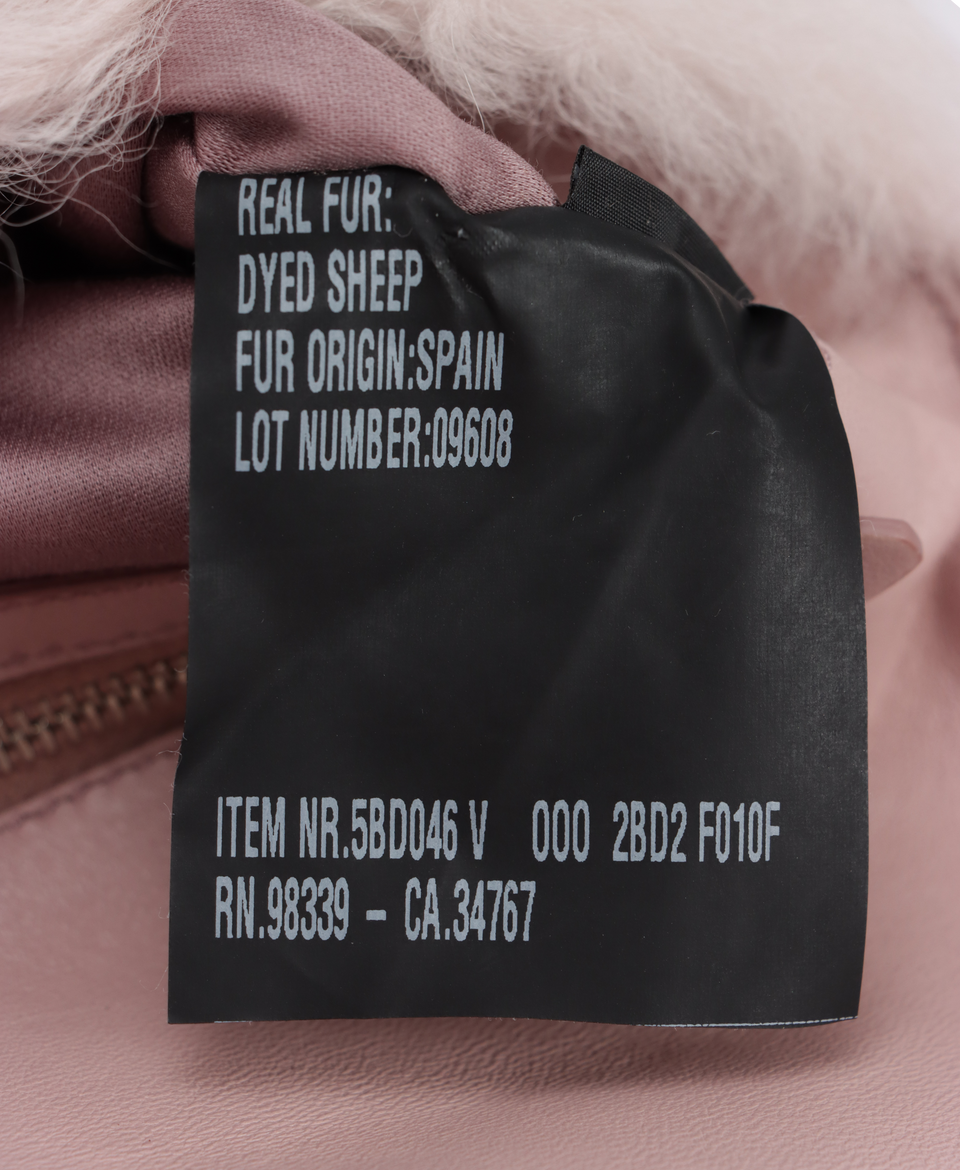 REAL FUR:
DYED SHEEP
FUR ORIGIN:SPAIN
LOT NUMBER:09608
ITEM NR.5BD046 V 000 2BD2 F010F
RN.98339 - CA.34767